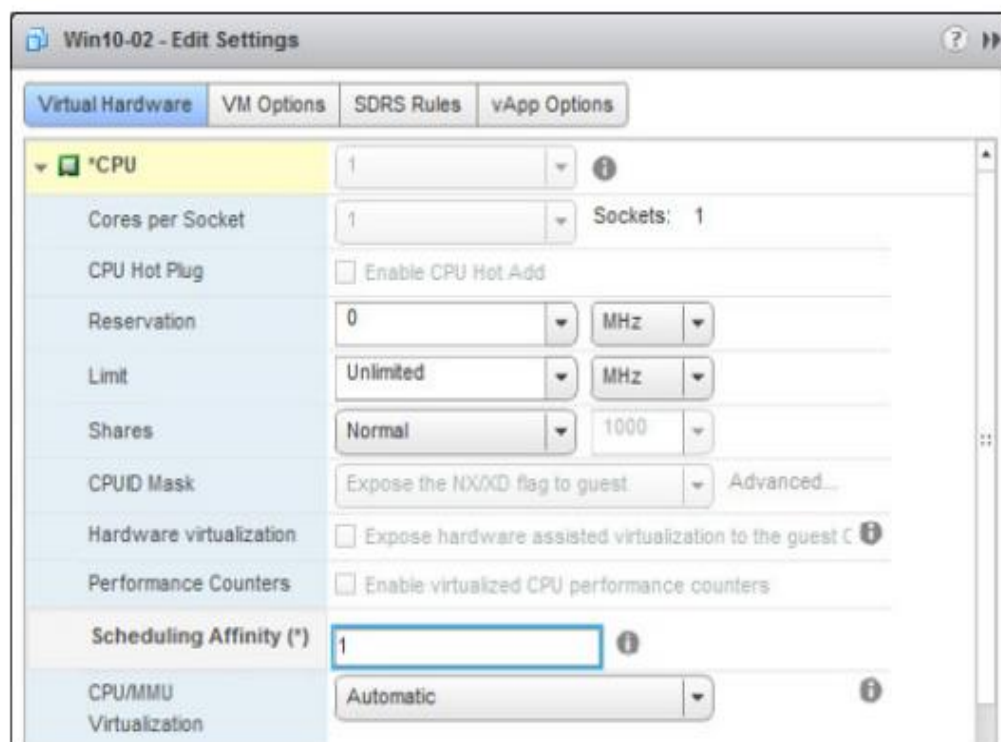 Win10-02 - Edit Settings ?
Virtual Hardware VM Options SDRS Rules vApp Options
*CPU 1
Cores per Socket 1 Sockets: 1
CPU Hot Plug Enable CPU Hot Add
Reservation 0 MHz
Limit Unlimited MHz
Shares Normal 1000
CPUID Mask Expose the NX/XD flag to guest Advanced...
Hardware virtualization Expose hardware assisted virtualization to the guest
Performance Counters Enable virtualized CPU performance counters
Scheduling Affinity (*) 1
CPU/MMU Automatic
Virtualization